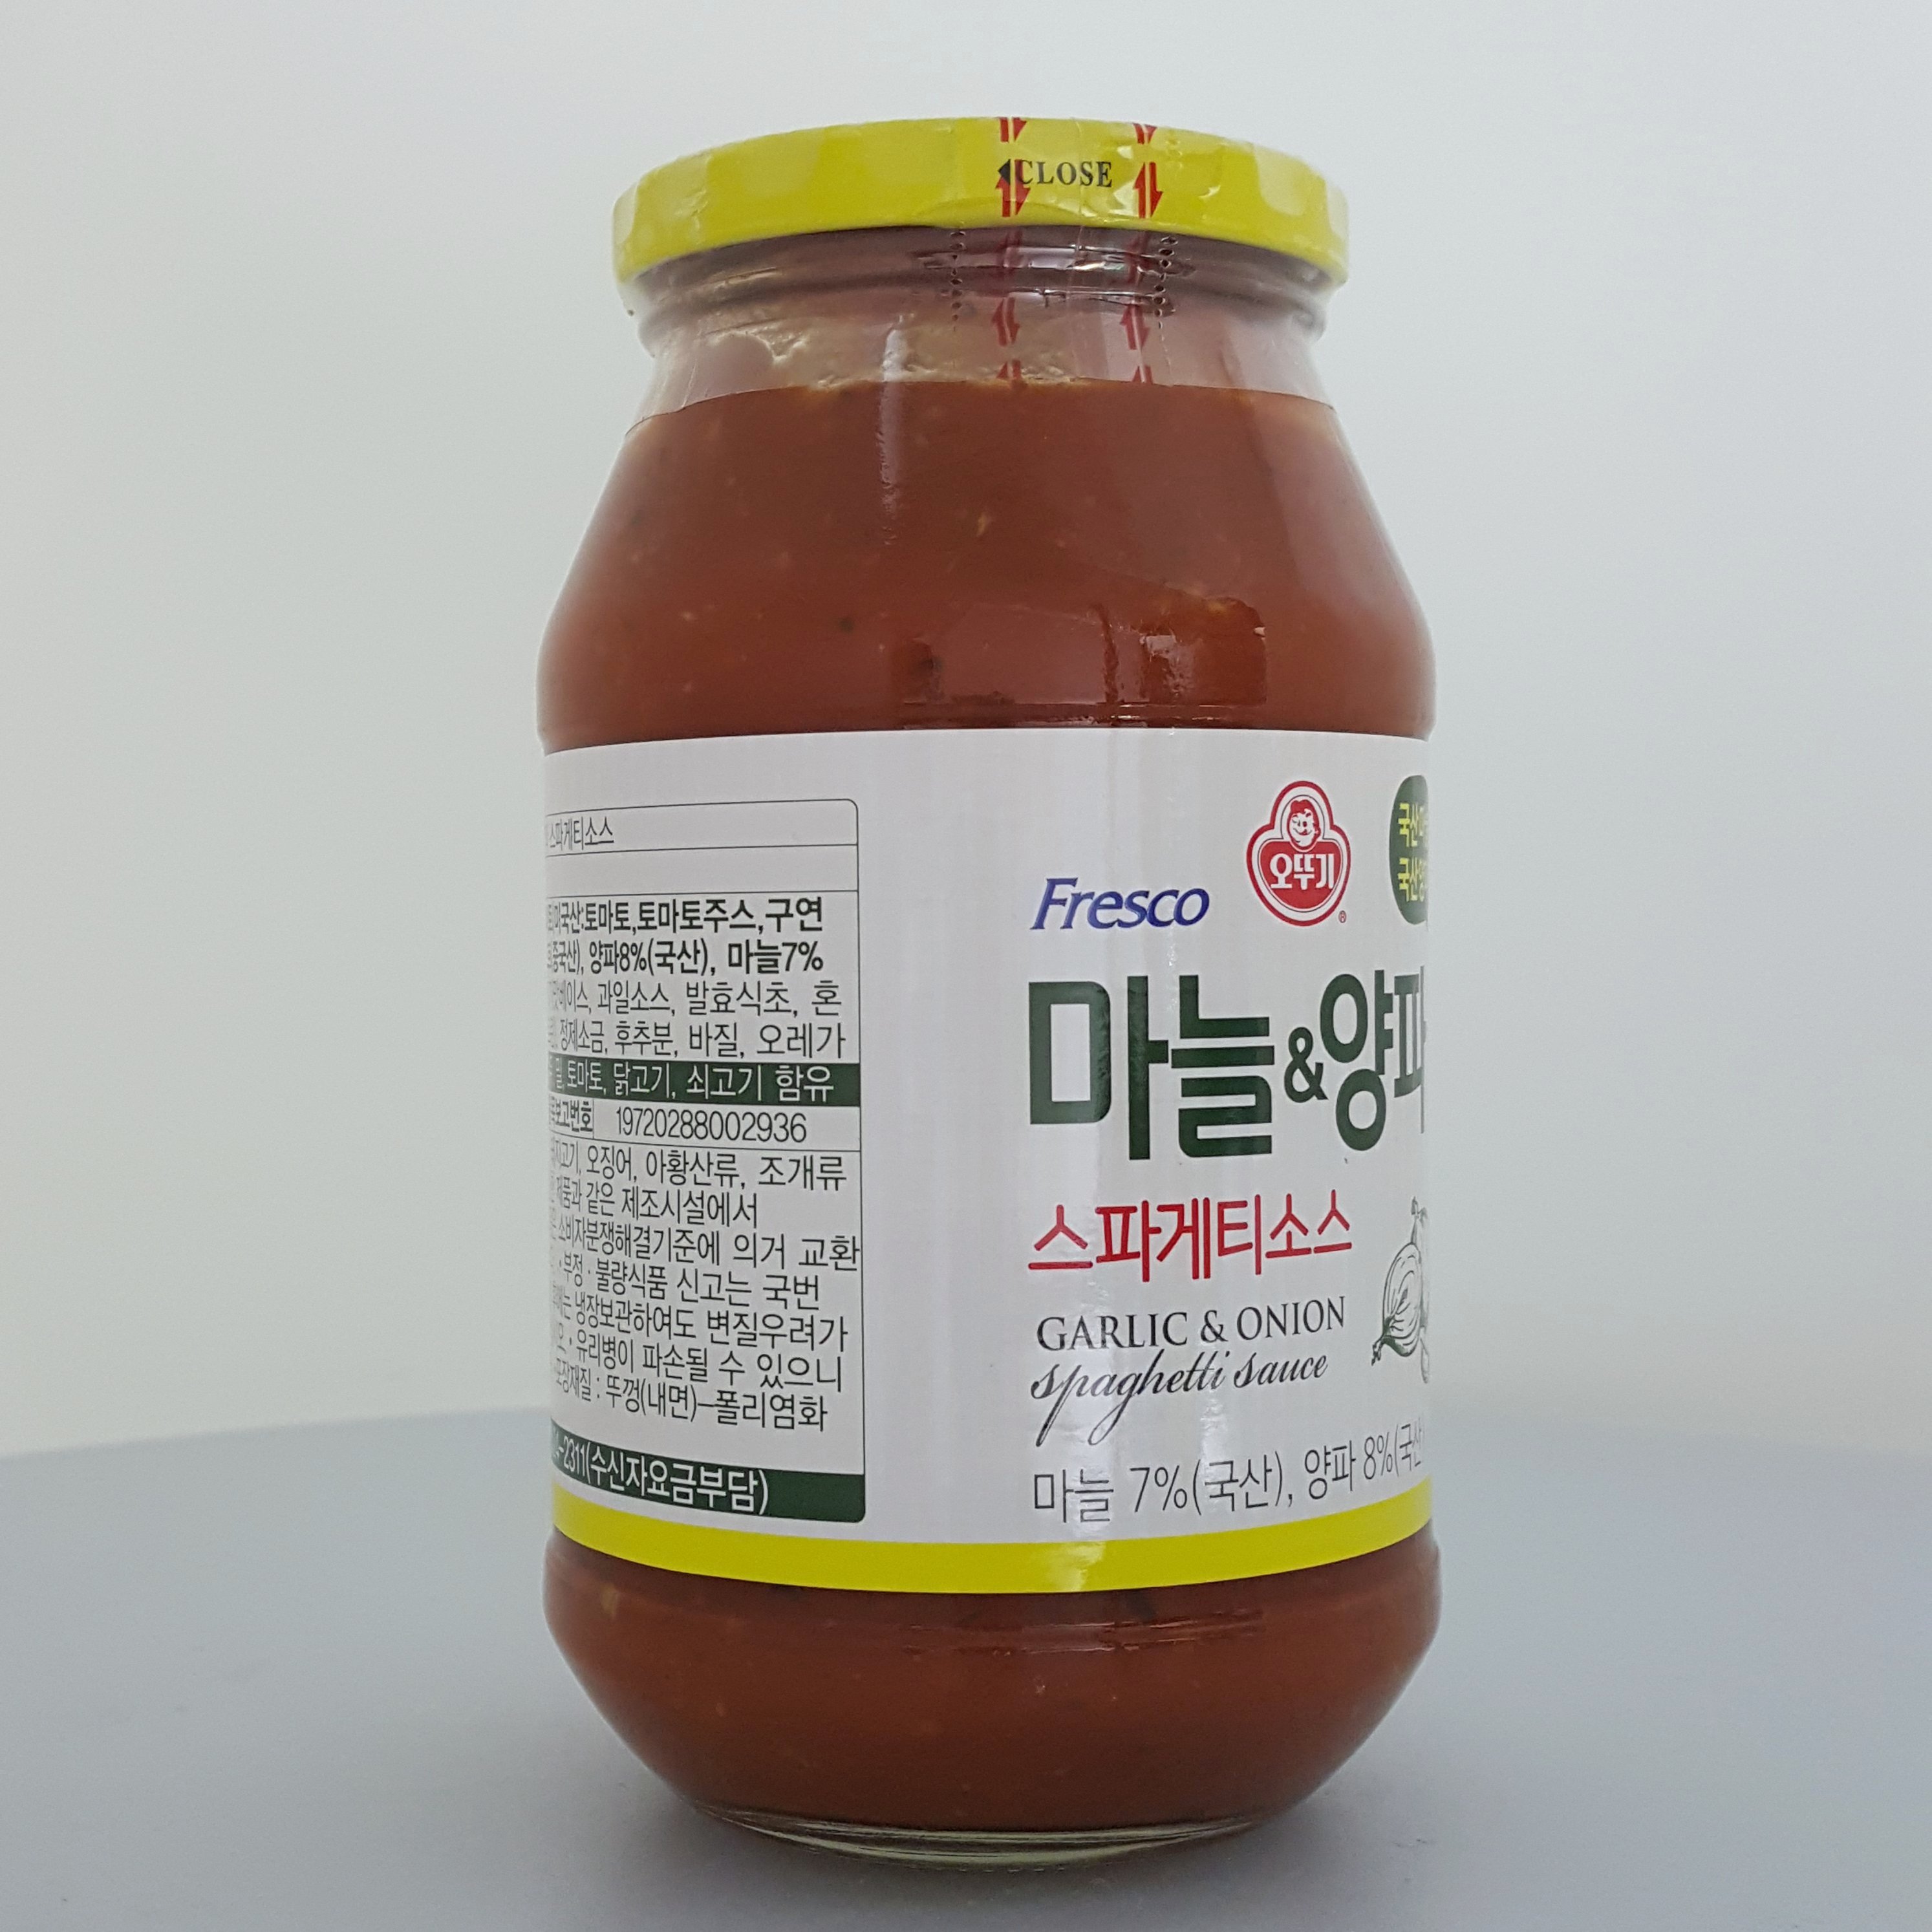 CLOSE
스파게티소스
미국산:토마토,토마토주스,구연
중국산), 양파8%(국산), 마늘7%
과일소스, 발효식초, 혼
정제소금, 후추분, 바질, 오레가
밀, 토마토, 닭고기, 쇠고기 함유
보고번호 19720288002936
오징어, 아황산류, 조개류
제품과 같은 제조시설에서
소비자분쟁해결기준에 의거 교환
•부정·불량식품 신고는 국번
냉장보관하여도 변질우려가
•유리병이 파손될 수 있으니
포장재질 : 뚜껑(내면)-폴리염화
-2311(수신자요금부담)
오뚜기
®
Fresco
국산
국산
마늘&양파
스파게티소스
GARLIC & ONION
spaghetti sauce
마늘 7%(국산), 양파 8%(국산